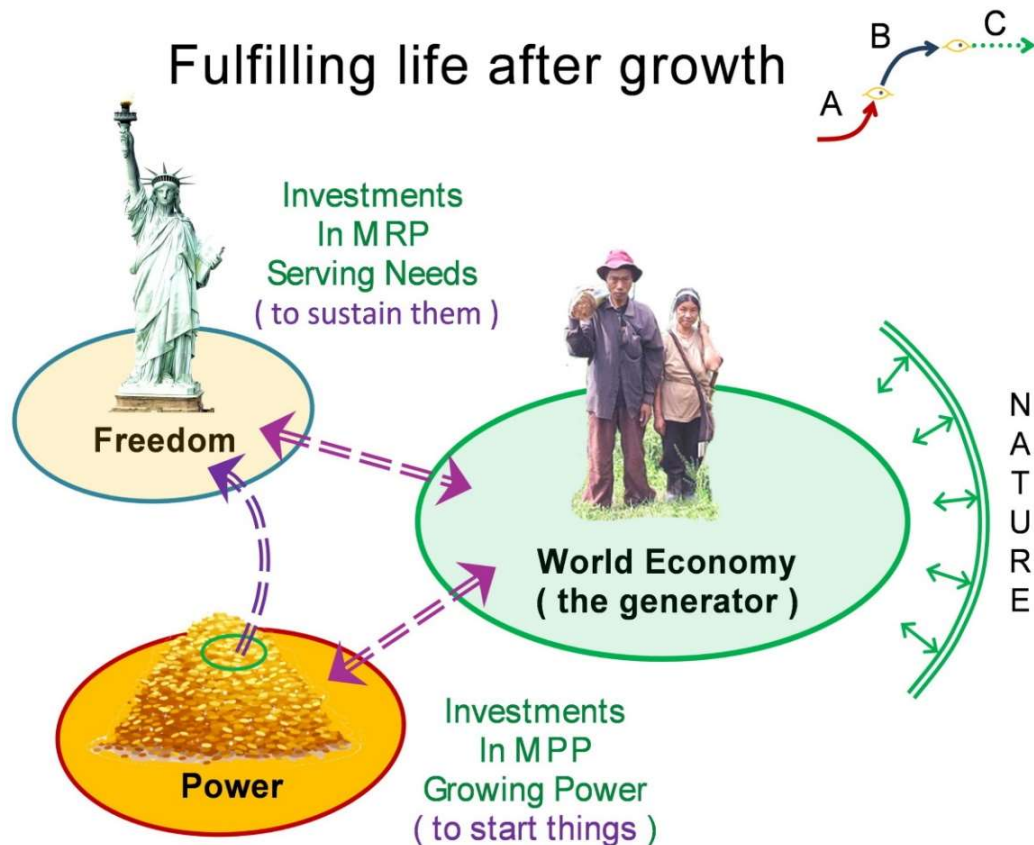 Fulfilling life after growth
A
B
C
Investments
In MRP
Serving Needs
( to sustain them )
Freedom
World Economy
( the generator )
NATURE
Power
Investments
In MPP
Growing Power
( to start things )